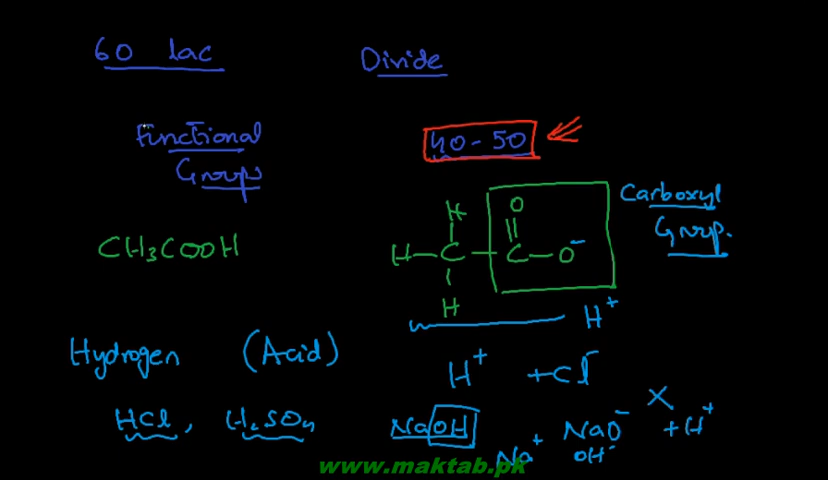 60 lac Divide
Functional 40-50
Group
Carboxyl
Group.
CH₃COOH
H O
H-C-C-O⁻
H
H⁺
Hydrogen (Acid) H⁺ +Cl⁻
HCl, H₂SO₄ NaOH NaO⁻ +H⁺ X
Na⁺ OH⁻
www.maktab.pk